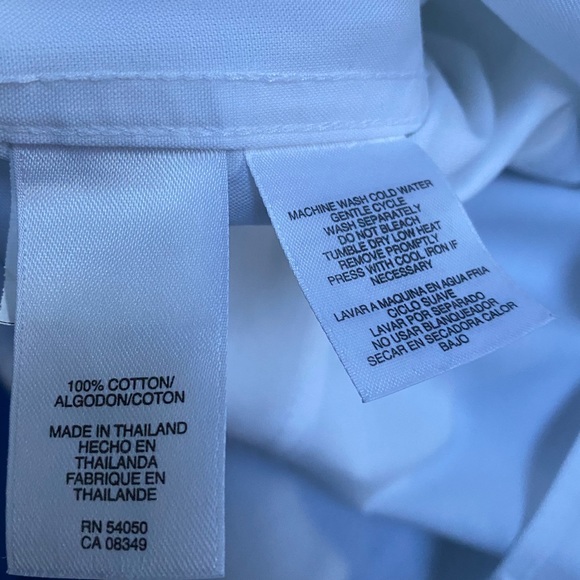 100% COTTON/
ALGODON/COTON
MADE IN THAILAND
HECHO EN
THAILANDA
FABRIQUE EN
THAILANDE
RN 54050
CA 08349
MACHINE WASH COLD WATER
GENTLE CYCLE
WASH SEPARATELY
DO NOT BLEACH
TUMBLE DRY LOW HEAT
REMOVE PROMPTLY
PRESS WITH COOL IRON IF
NECESSARY
LAVAR A MAQUINA EN AGUA FRIA
CICLO SUAVE
LAVAR POR SEPARADO
NO USAR BLANQUEADOR
SECAR EN SECADORA CALOR
BAJO